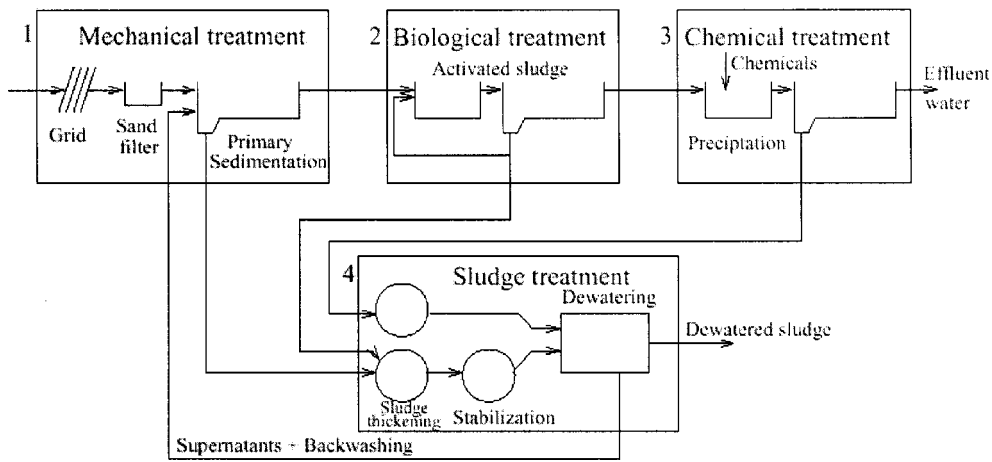 1 Mechanical treatment
Grid
Sand
filter
Primary
Sedimentation
2 Biological treatment
Activated sludge
3 Chemical treatment
Chemicals
Preciptation
Effluent
water
4 Sludge treatment
Dewatering
Dewatered sludge
Sludge
thickening
Stabilization
Supernatants + Backwashing